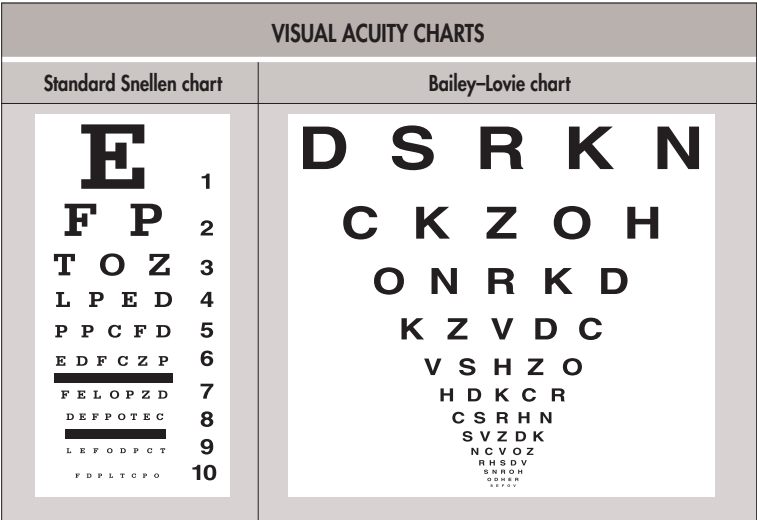 VISUAL ACUITY CHARTS
Standard Snellen chart
E 1
F P 2
T O Z 3
L P E D 4
P P C F D 5
E D F C Z P 6
F E L O P Z D 7
D E F P O T E C 8
L E F O D P C T 9
F D P L T C P O 10
Bailey–Lovie chart
D S R K N
C K Z O H
O N R K D
K Z V D C
V S H Z O
H D K C R
C S R H N
S V Z D K
N C V O Z
R H S D V
S N R O H
O D H E R